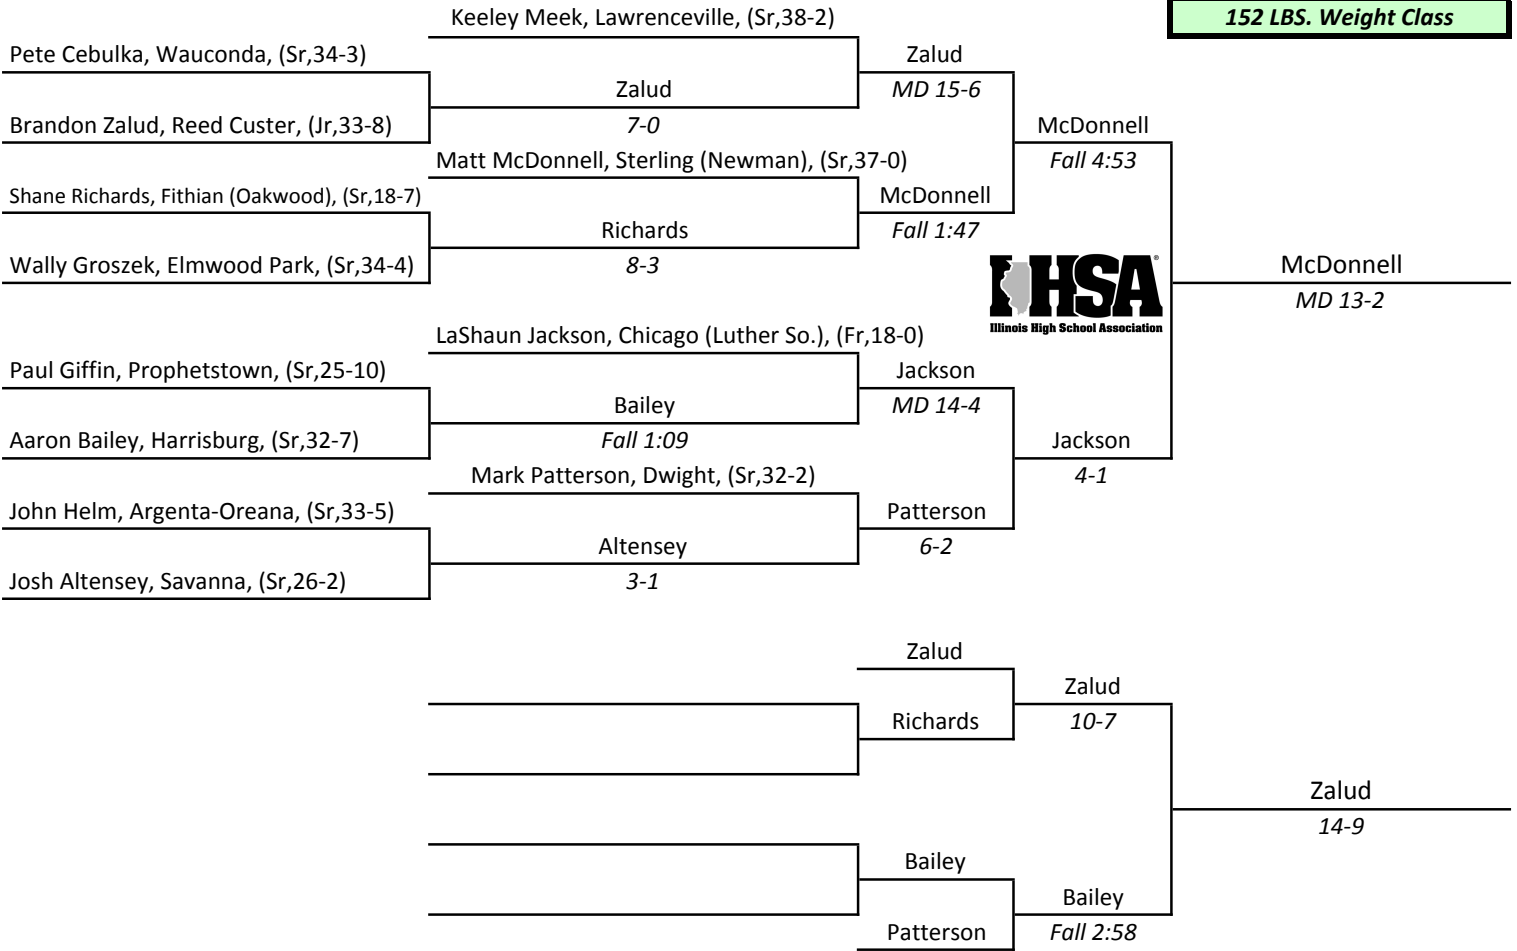 Keeley Meek, Lawrenceville, (Sr,38-2)
152 LBS. Weight Class
Pete Cebulka, Wauconda, (Sr,34-3)
Zalud
Zalud
MD 15-6
Brandon Zalud, Reed Custer, (Jr,33-8)
7-0
McDonnell
Matt McDonnell, Sterling (Newman), (Sr,37-0)
Fall 4:53
Shane Richards, Fithian (Oakwood), (Sr,18-7)
McDonnell
Richards
Fall 1:47
Wally Groszek, Elmwood Park, (Sr,34-4)
8-3
IHSA®
Illinois High School Association
McDonnell
MD 13-2
LaShaun Jackson, Chicago (Luther So.), (Fr,18-0)
Paul Giffin, Prophetstown, (Sr,25-10)
Jackson
Bailey
MD 14-4
Aaron Bailey, Harrisburg, (Sr,32-7)
Fall 1:09
Jackson
Mark Patterson, Dwight, (Sr,32-2)
4-1
John Helm, Argenta-Oreana, (Sr,33-5)
Patterson
Altensey
6-2
Josh Altensey, Savanna, (Sr,26-2)
3-1
Zalud
Zalud
Richards
10-7
Zalud
14-9
Bailey
Bailey
Patterson
Fall 2:58